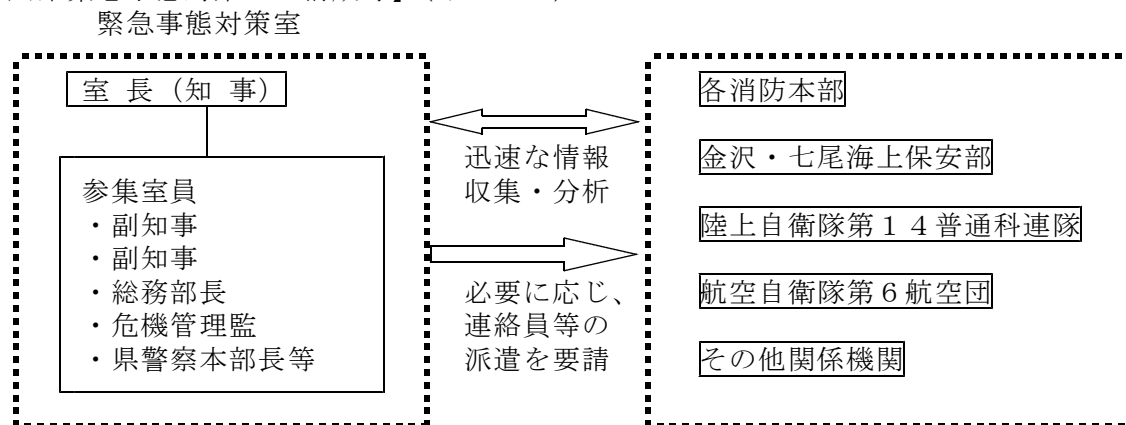 緊急事態対策室
室 長（知 事）
参集室員
・副知事
・副知事
・総務部長
・危機管理監
・県警察本部長等
迅速な情報
収集・分析
必要に応じ、
連絡員等の
派遣を要請
各消防本部
金沢・七尾海上保安部
陸上自衛隊第１４普通科連隊
航空自衛隊第６航空団
その他関係機関